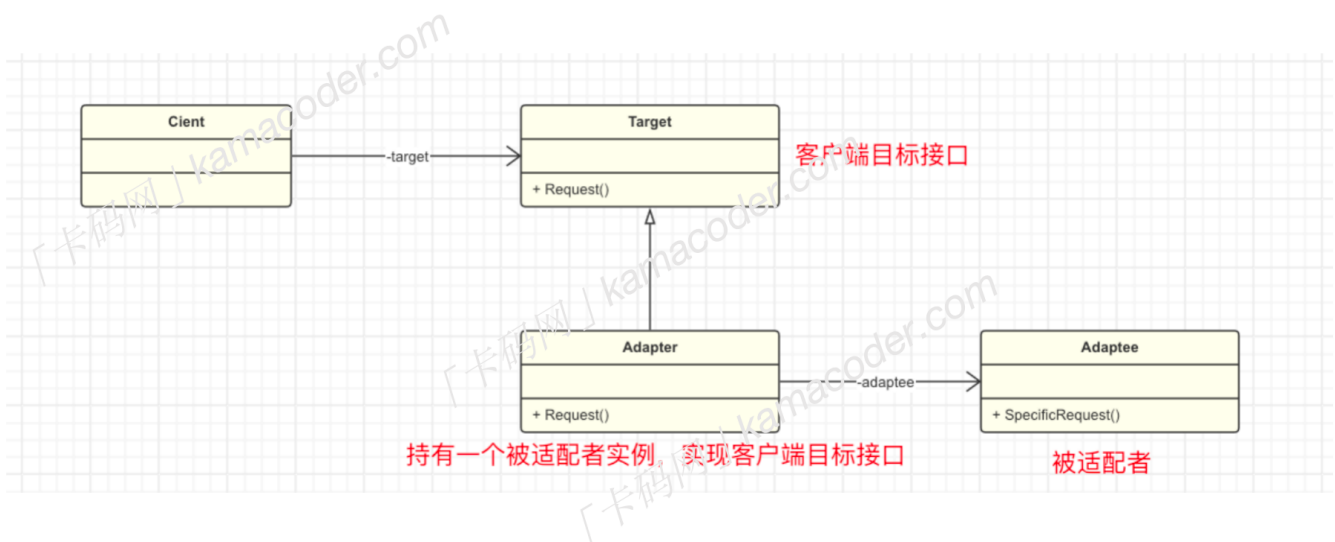 Cient
-target
Target
+ Request()
客户端目标接口
Adapter
+ Request()
-adaptee
Adaptee
+ SpecificRequest()
持有一个被适配者实例，实现客户端目标接口
被适配者
「卡码网」kamacoder.com
「卡码网」kamacoder.com
「卡码网」kamacoder.com